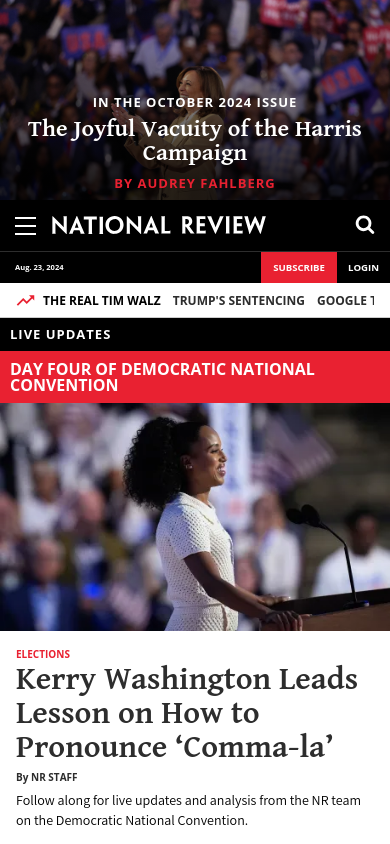 IN THE OCTOBER 2024 ISSUE
The Joyful Vacuity of the Harris
Campaign
BY AUDREY FAHLBERG
NATIONAL REVIEW
Aug. 23, 2024
SUBSCRIBE
LOGIN
THE REAL TIM WALZ TRUMP'S SENTENCING GOOGLE
LIVE UPDATES
DAY FOUR OF DEMOCRATIC NATIONAL
CONVENTION
ELECTIONS
Kerry Washington Leads
Lesson on How to
Pronounce ‘Comma-la’
By NR STAFF
Follow along for live updates and analysis from the NR team
on the Democratic National Convention.